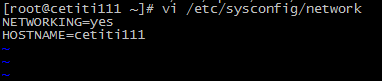 [root@cetiti111 ~]# vi /etc/sysconfig/network
NETWORKING=yes
HOSTNAME=cetiti111
~
~
~